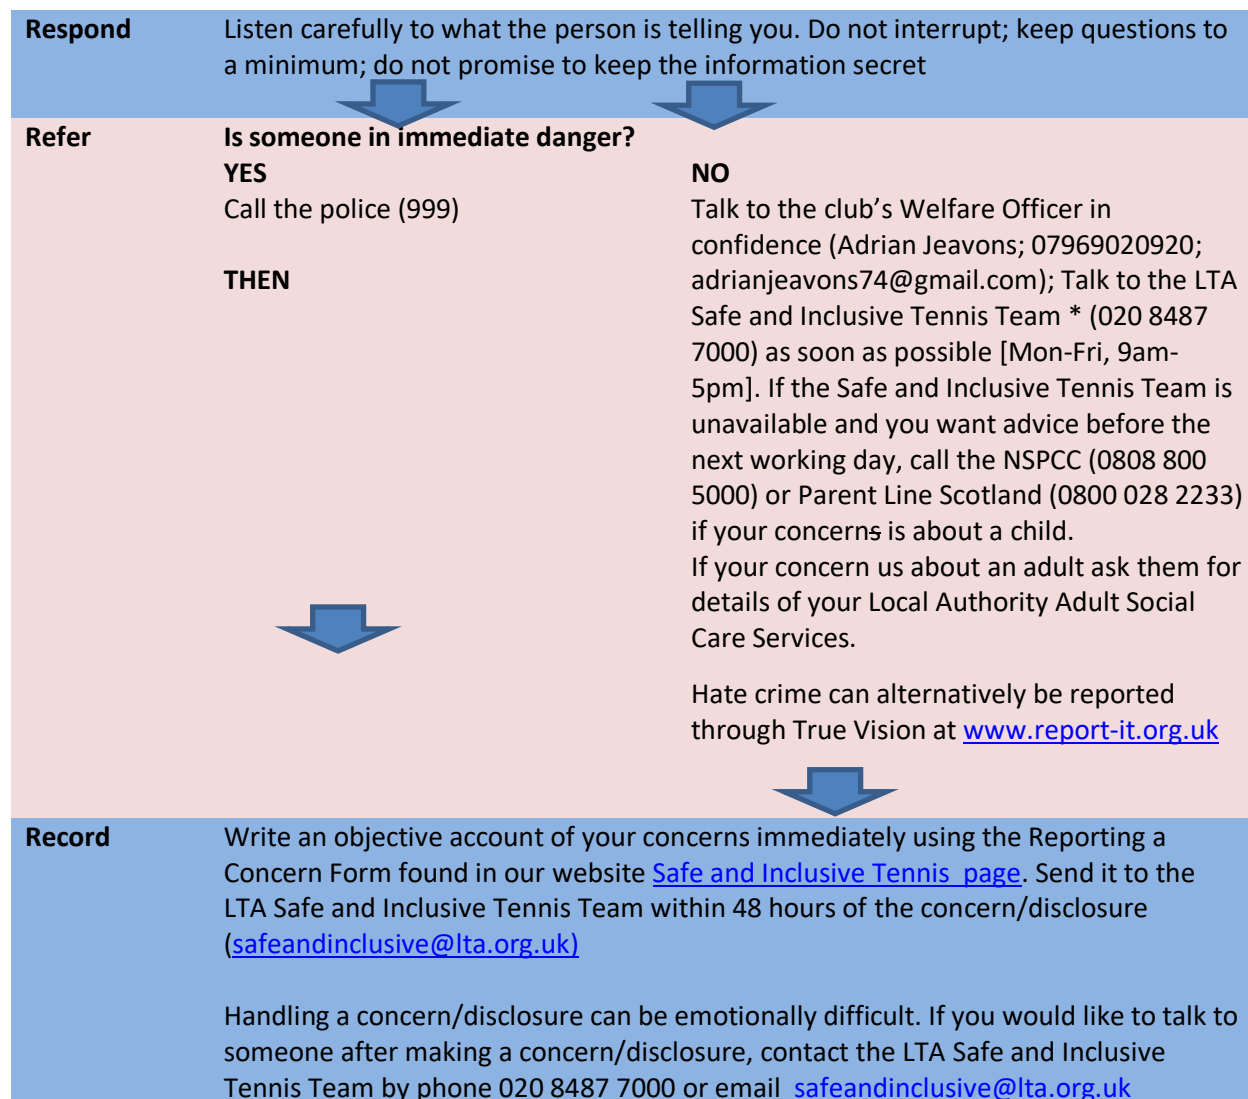 Respond
Listen carefully to what the person is telling you. Do not interrupt; keep questions to
a minimum; do not promise to keep the information secret
Refer
Is someone in immediate danger?
YES
Call the police (999)
THEN
NO
Talk to the club’s Welfare Officer in
confidence (Adrian Jeavons; 07969020920;
adrianjeavons74@gmail.com); Talk to the LTA
Safe and Inclusive Tennis Team * (020 8487
7000) as soon as possible [Mon-Fri, 9am-
5pm]. If the Safe and Inclusive Tennis Team is
unavailable and you want advice before the
next working day, call the NSPCC (0808 800
5000) or Parent Line Scotland (0800 028 2233)
if your concerns is about a child.
If your concern us about an adult ask them for
details of your Local Authority Adult Social
Care Services.
Hate crime can alternatively be reported
through True Vision at www.report-it.org.uk
Record
Write an objective account of your concerns immediately using the Reporting a
Concern Form found in our website Safe and Inclusive Tennis  page. Send it to the
LTA Safe and Inclusive Tennis Team within 48 hours of the concern/disclosure
(safeandinclusive@lta.org.uk)
Handling a concern/disclosure can be emotionally difficult. If you would like to talk to
someone after making a concern/disclosure, contact the LTA Safe and Inclusive
Tennis Team by phone 020 8487 7000 or email  safeandinclusive@lta.org.uk